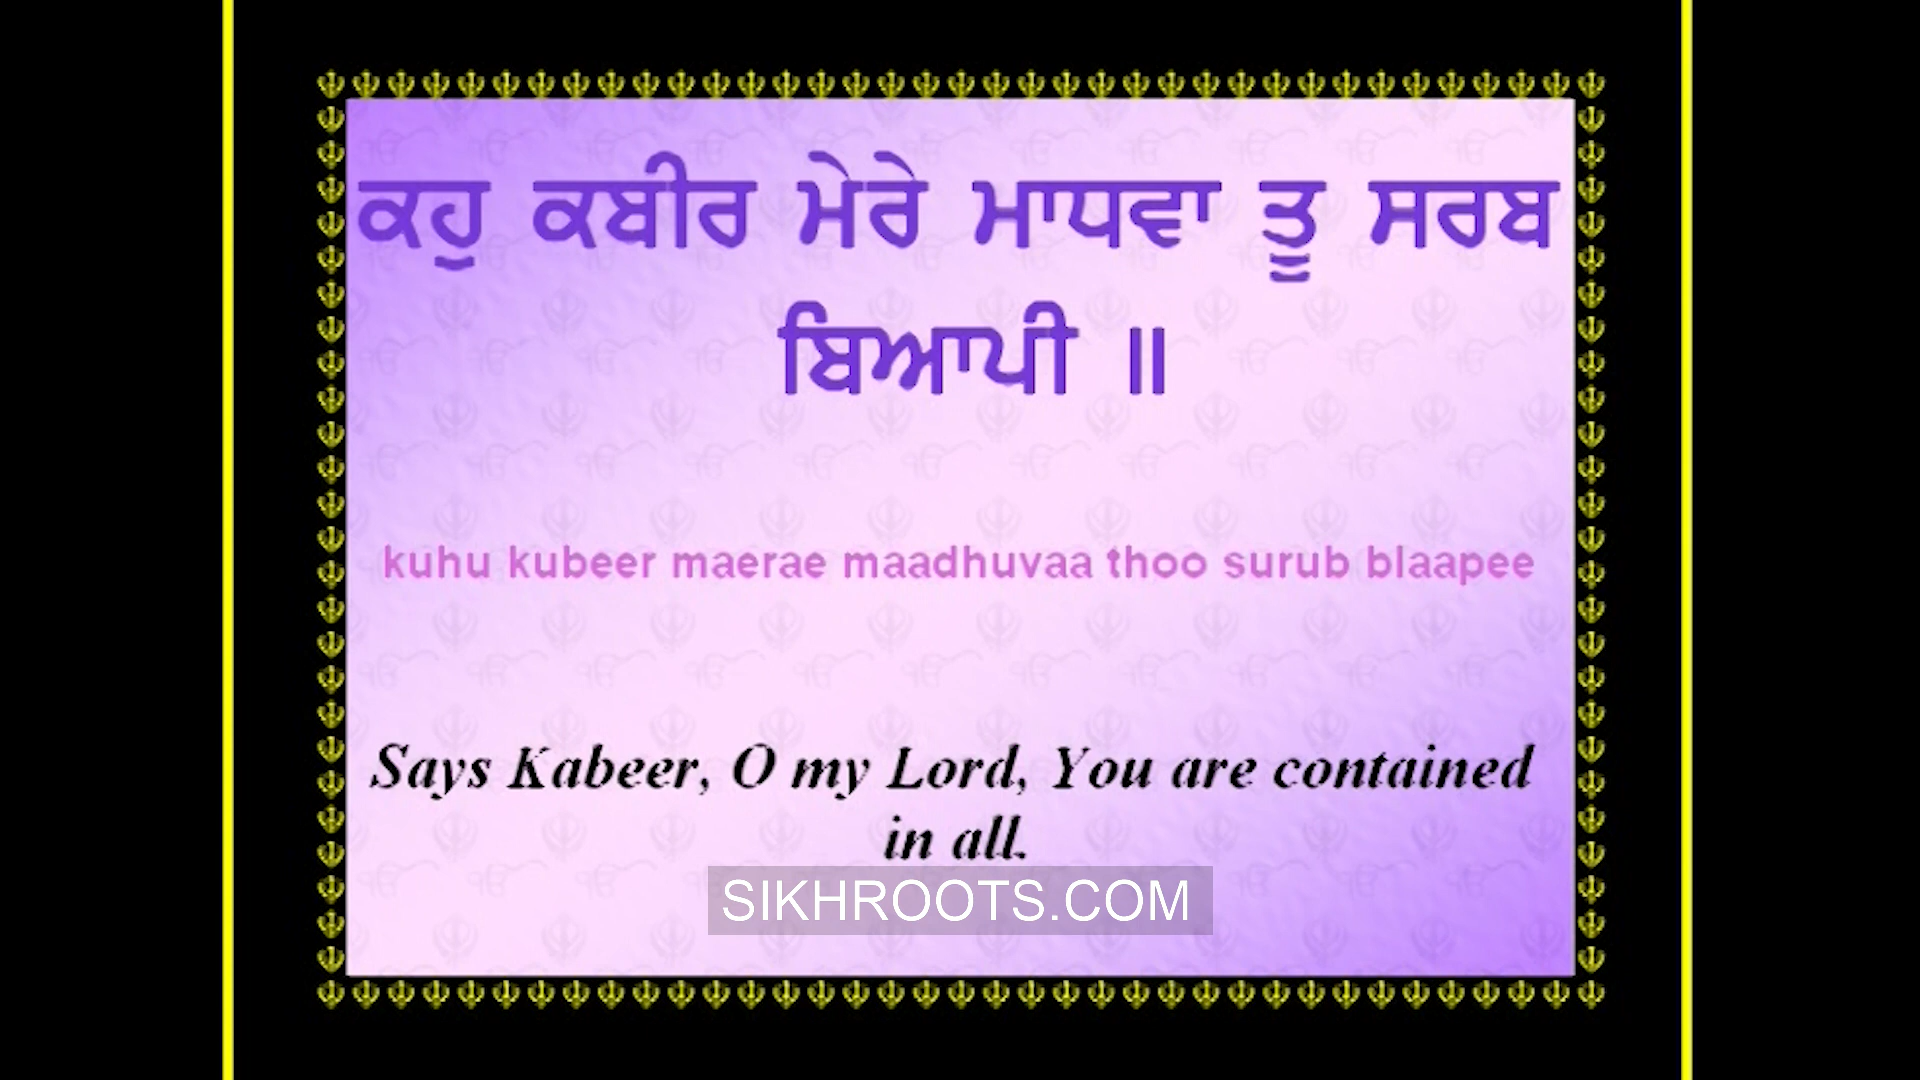 ਕਹੁ ਕਬੀਰ ਮੇਰੇ ਮਾਧਵਾ ਤੂ ਸਰਬ
ਬਿਆਪੀ ॥
kuhu kubeer maerae maadhuvaa thoo surub blaapee
Says Kabeer, O my Lord, You are contained
in all.
SIKHROOTS.COM